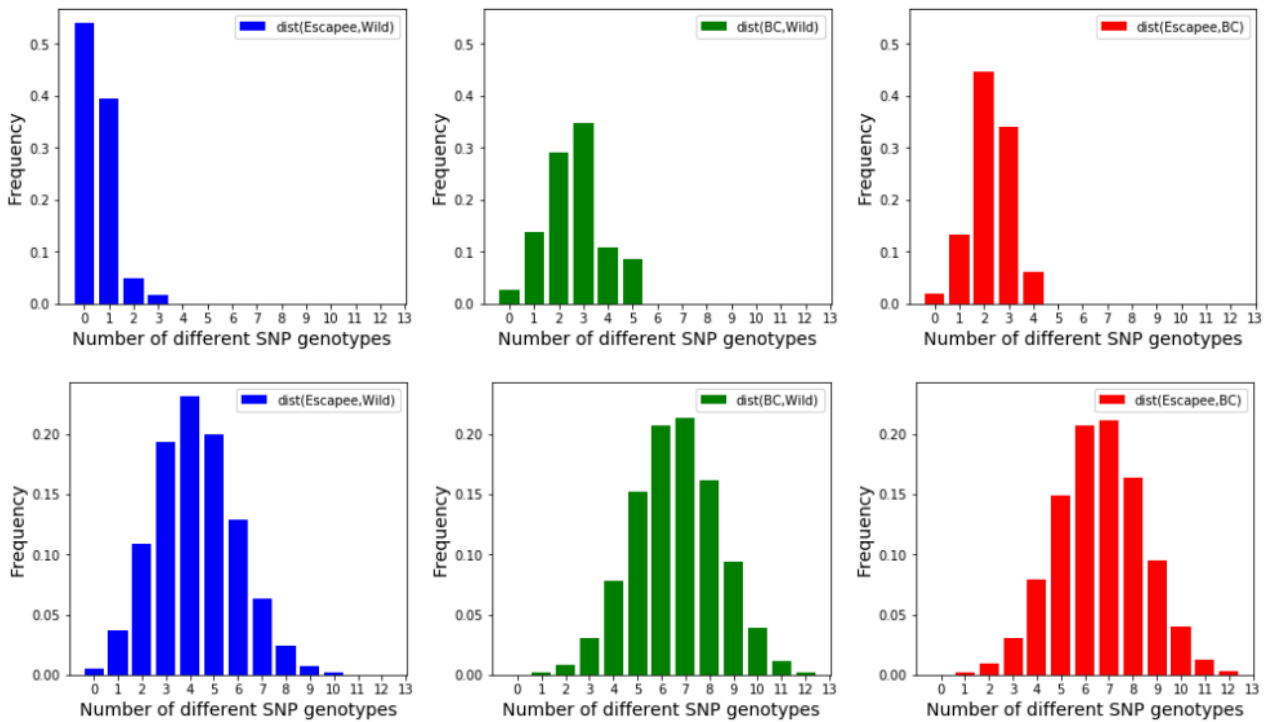 dist(Escapee,Wild)
Frequency
0.5
0.4
0.3
0.2
0.1
0.0
0 1 2 3 4 5 6 7 8 9 10 11 12 13
Number of different SNP genotypes
dist(BC,Wild)
Frequency
0.5
0.4
0.3
0.2
0.1
0.0
0 1 2 3 4 5 6 7 8 9 10 11 12 13
Number of different SNP genotypes
dist(Escapee,BC)
Frequency
0.5
0.4
0.3
0.2
0.1
0.0
0 1 2 3 4 5 6 7 8 9 10 11 12 13
Number of different SNP genotypes
dist(Escapee,Wild)
Frequency
0.20
0.15
0.10
0.05
0.00
0 1 2 3 4 5 6 7 8 9 10 11 12 13
Number of different SNP genotypes
dist(BC,Wild)
Frequency
0.20
0.15
0.10
0.05
0.00
0 1 2 3 4 5 6 7 8 9 10 11 12 13
Number of different SNP genotypes
dist(Escapee,BC)
Frequency
0.20
0.15
0.10
0.05
0.00
0 1 2 3 4 5 6 7 8 9 10 11 12 13
Number of different SNP genotypes